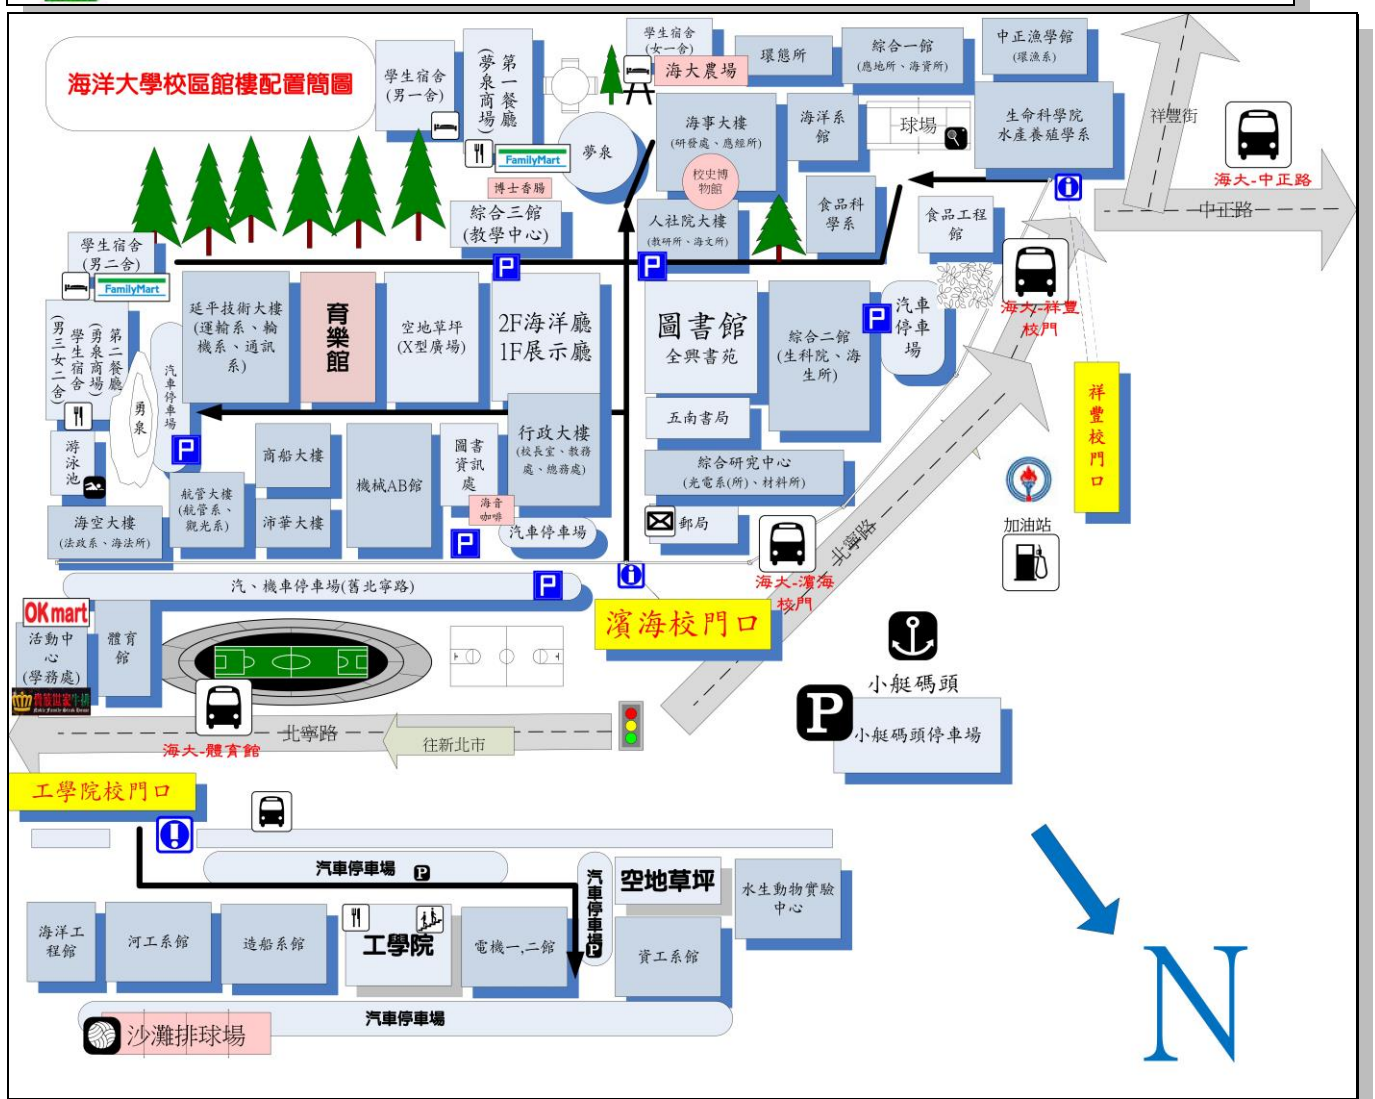 海洋大學校區館樓配置簡圖
學生宿舍
(男一舍)
第一餐廳
(夢泉商場)
FamilyMart
夢泉
博士香腸
綜合三館
(教學中心)
學生宿舍
(女一舍)
海大農場
環態所
綜合一館
(應地所、海資所)
中正漁學館
(環漁系)
海事大樓
(研發處、應經所)
校史博
物館
海洋系
館
球場
生命科學院
水產養殖學系
祥豐街
海大-中正路
中正路
人社院大樓
(教研所、海文所)
食品科
學系
食品工程
館
海大-祥豐
校門
學生宿舍
(男二舍)
FamilyMart
第二餐廳
(勇泉商場)
學生宿舍
(男三女二舍)
勇泉
汽車停車場
P
延平技術大樓
(運輸系、輪
機系、通訊
系)
育樂館
空地草坪
(X型廣場)
P
2F海洋廳
1F展示廳
P
圖書館
全興書苑
綜合二館
(生科院、海
生所)
P
汽車
停車
場
祥豐校門口
五南書局
綜合研究中心
(光電系(所)、材料所)
郵局
游泳池
海空大樓
(法政系、海法所)
航管大樓
(航管系、
觀光系)
商船大樓
沛華大樓
機械AB館
圖書
資訊
處
海音
咖啡
P
行政大樓
(校長室、教務
處、總務處)
汽車停車場
海大-濱海
校門
北寧路
加油站
汽、機車停車場(舊北寧路)
P
濱海校門口
OK mart
活動中
心
(學務處)
貴族世家牛排
體育
館
海大-體育館
北寧路
往新北市
小艇碼頭
P
小艇碼頭停車場
工學院校門口
汽車停車場
P
汽車停車場
P
空地草坪
水生動物實驗
中心
海洋工
程館
河工系館
造船系館
工學院
電機一,二館
資工系館
汽車停車場
沙灘排球場
N